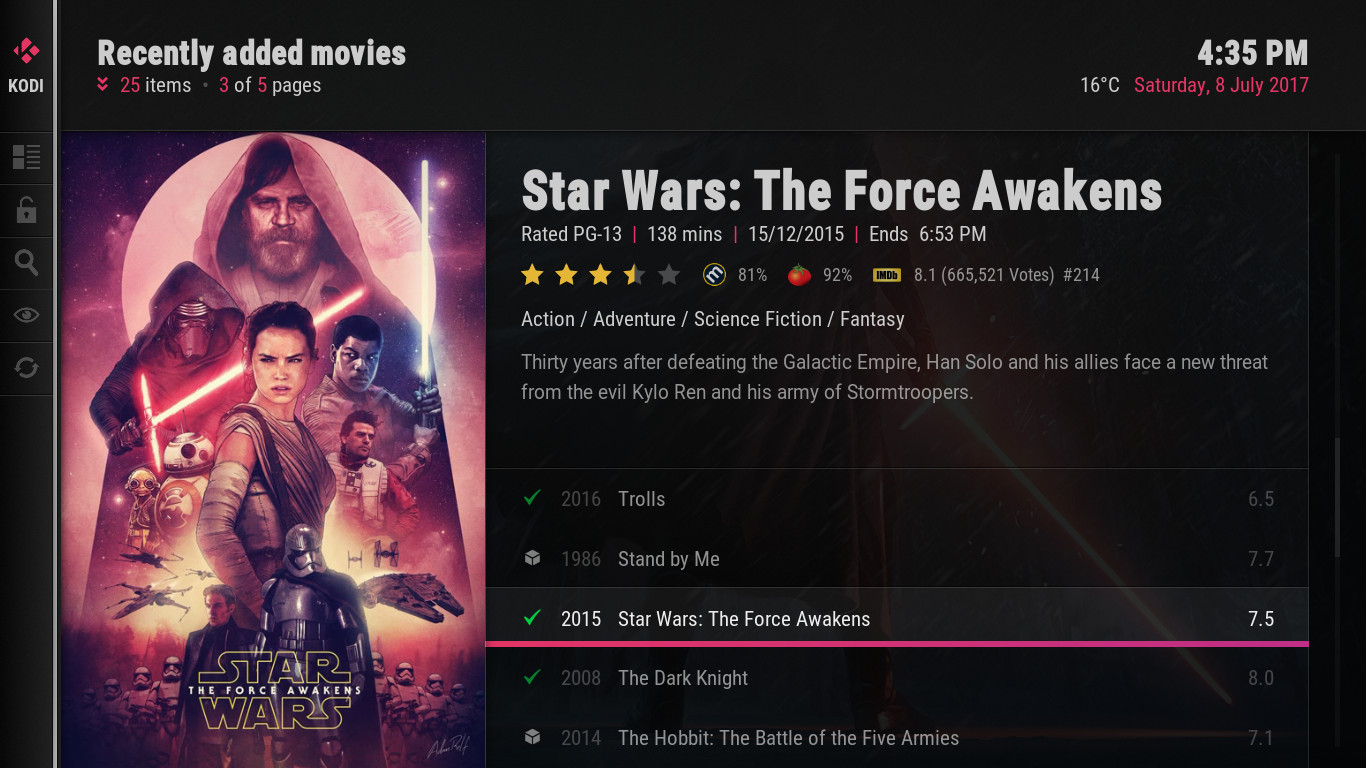 KODI
Recently added movies
25 items • 3 of 5 pages
4:35 PM
16°C Saturday, 8 July 2017
Star Wars: The Force Awakens
Rated PG-13 | 138 mins | 15/12/2015 | Ends 6:53 PM
81% 92% IMDb 8.1 (665,521 Votes) #214
Action / Adventure / Science Fiction / Fantasy
Thirty years after defeating the Galactic Empire, Han Solo and his allies face a new threat
from the evil Kylo Ren and his army of Stormtroopers.
2016 Trolls 6.5
1986 Stand by Me 7.7
2015 Star Wars: The Force Awakens 7.5
2008 The Dark Knight 8.0
2014 The Hobbit: The Battle of the Five Armies 7.1
STAR
THE FORCE AWAKENS
WARS